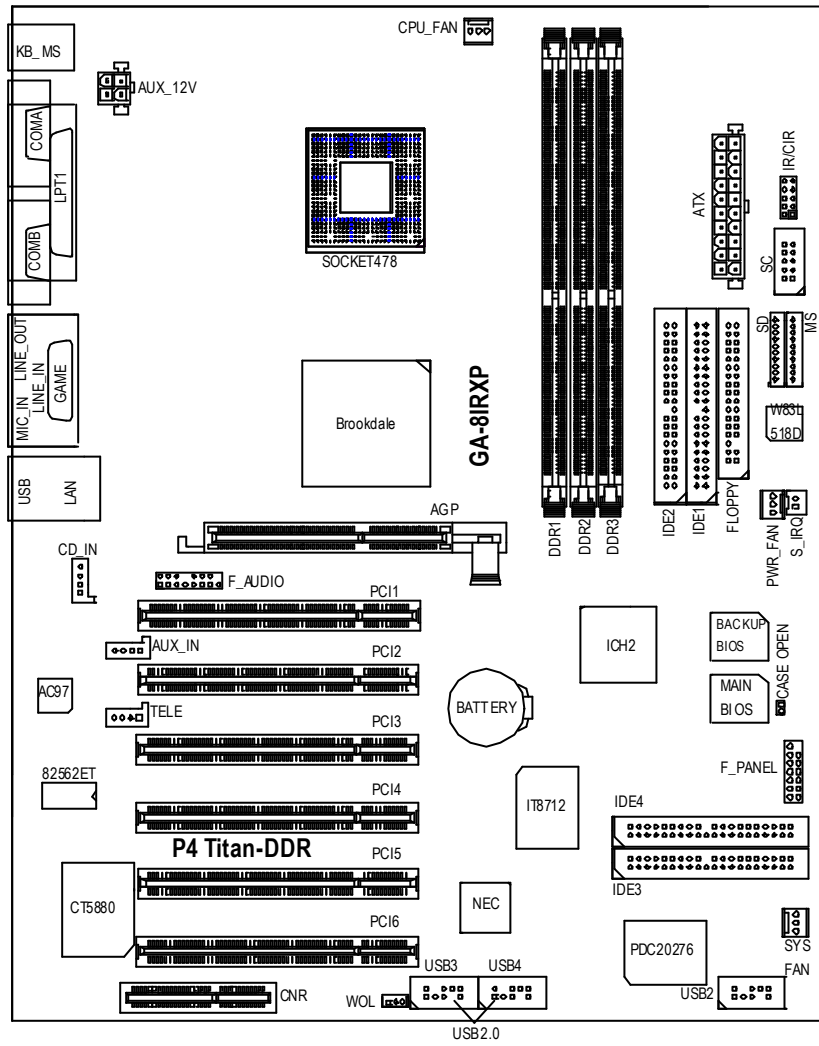 CPU_FAN
KB_MS
AUX_12V
COMA
LPT1
COMB
SOCKET478
ATX
IR/CIR
SC
SD
MS
MIC_IN
LINE_OUT
LINE_IN
GAME
Brookdale
GA-8IRXP
W83L
518D
USB
LAN
AGP
DDR1
DDR2
DDR3
IDE2
IDE1
FLOPPY
PWR_FAN
S_IRQ
CD_IN
F_AUDIO
PCI1
AUX_IN
PCI2
ICH2
BACKUP
BIOS
CASE OPEN
AC97
TELE
PCI3
BATTERY
MAIN
BIOS
82562ET
PCI4
IT8712
F_PANEL
IDE4
P4 Titan-DDR
PCI5
IDE3
CT5880
NEC
PCI6
PDC20276
SYS
FAN
CNR
WOL
USB3
USB4
USB2
USB2.0